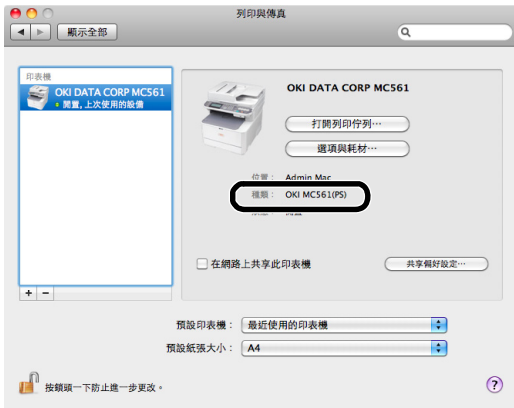 列印與傳真
顯示全部
印表機
OKI DATA CORP MC561
閒置, 上次使用的設備
OKI DATA CORP MC561
打開列印佇列…
選項與耗材…
位置： Admin Mac
種類： OKI MC561(PS)
在網路上共享此印表機
共享偏好設定…
+ −
預設印表機： 最近使用的印表機
預設紙張大小： A4
按鎖頭一下防止進一步更改。
?